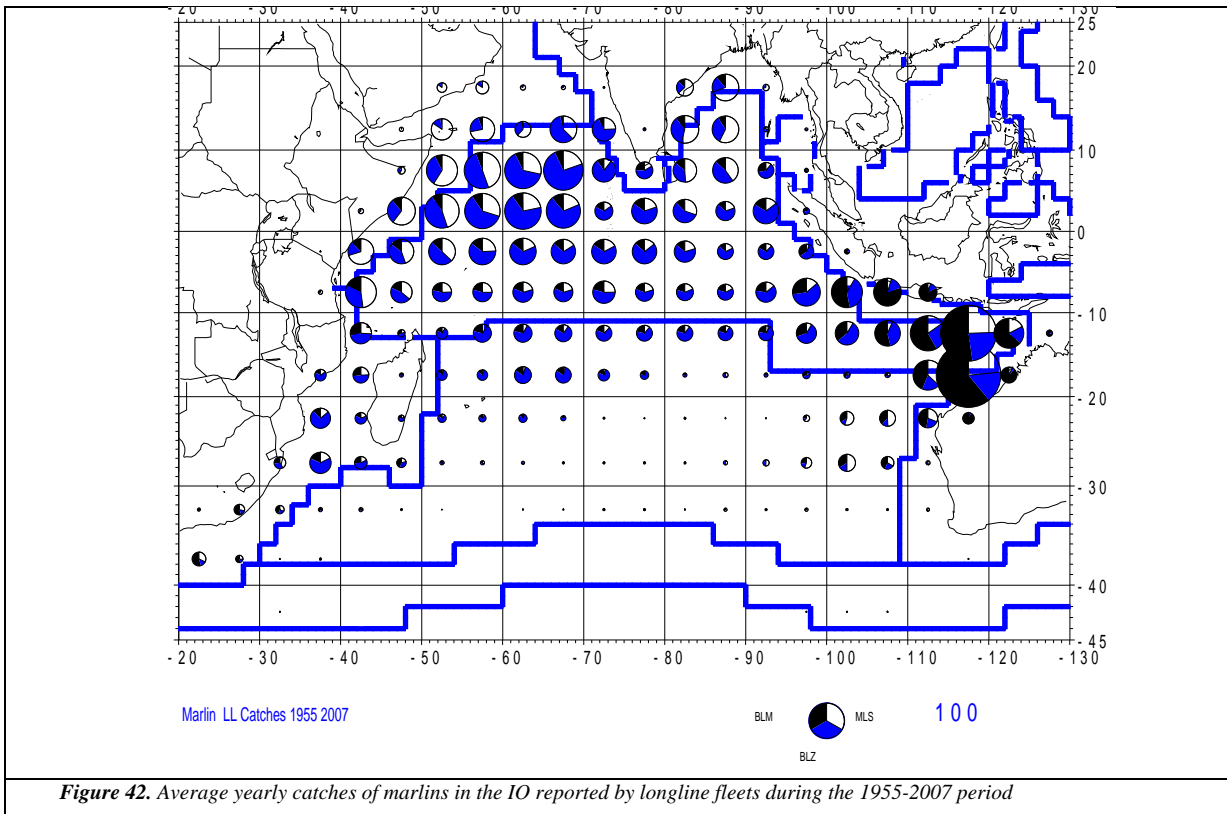 -20 -30 -40 -50 -60 -70 -80 -90 -100 -110 -120 -130
25
20
10
0
-10
-20
-30
-40
-45
-20 -30 -40 -50 -60 -70 -80 -90 -100 -110 -120 -130
Marlin LL Catches 1955 2007
BLM MLS 100
BLZ
Figure 42. Average yearly catches of marlins in the IO reported by longline fleets during the 1955-2007 period